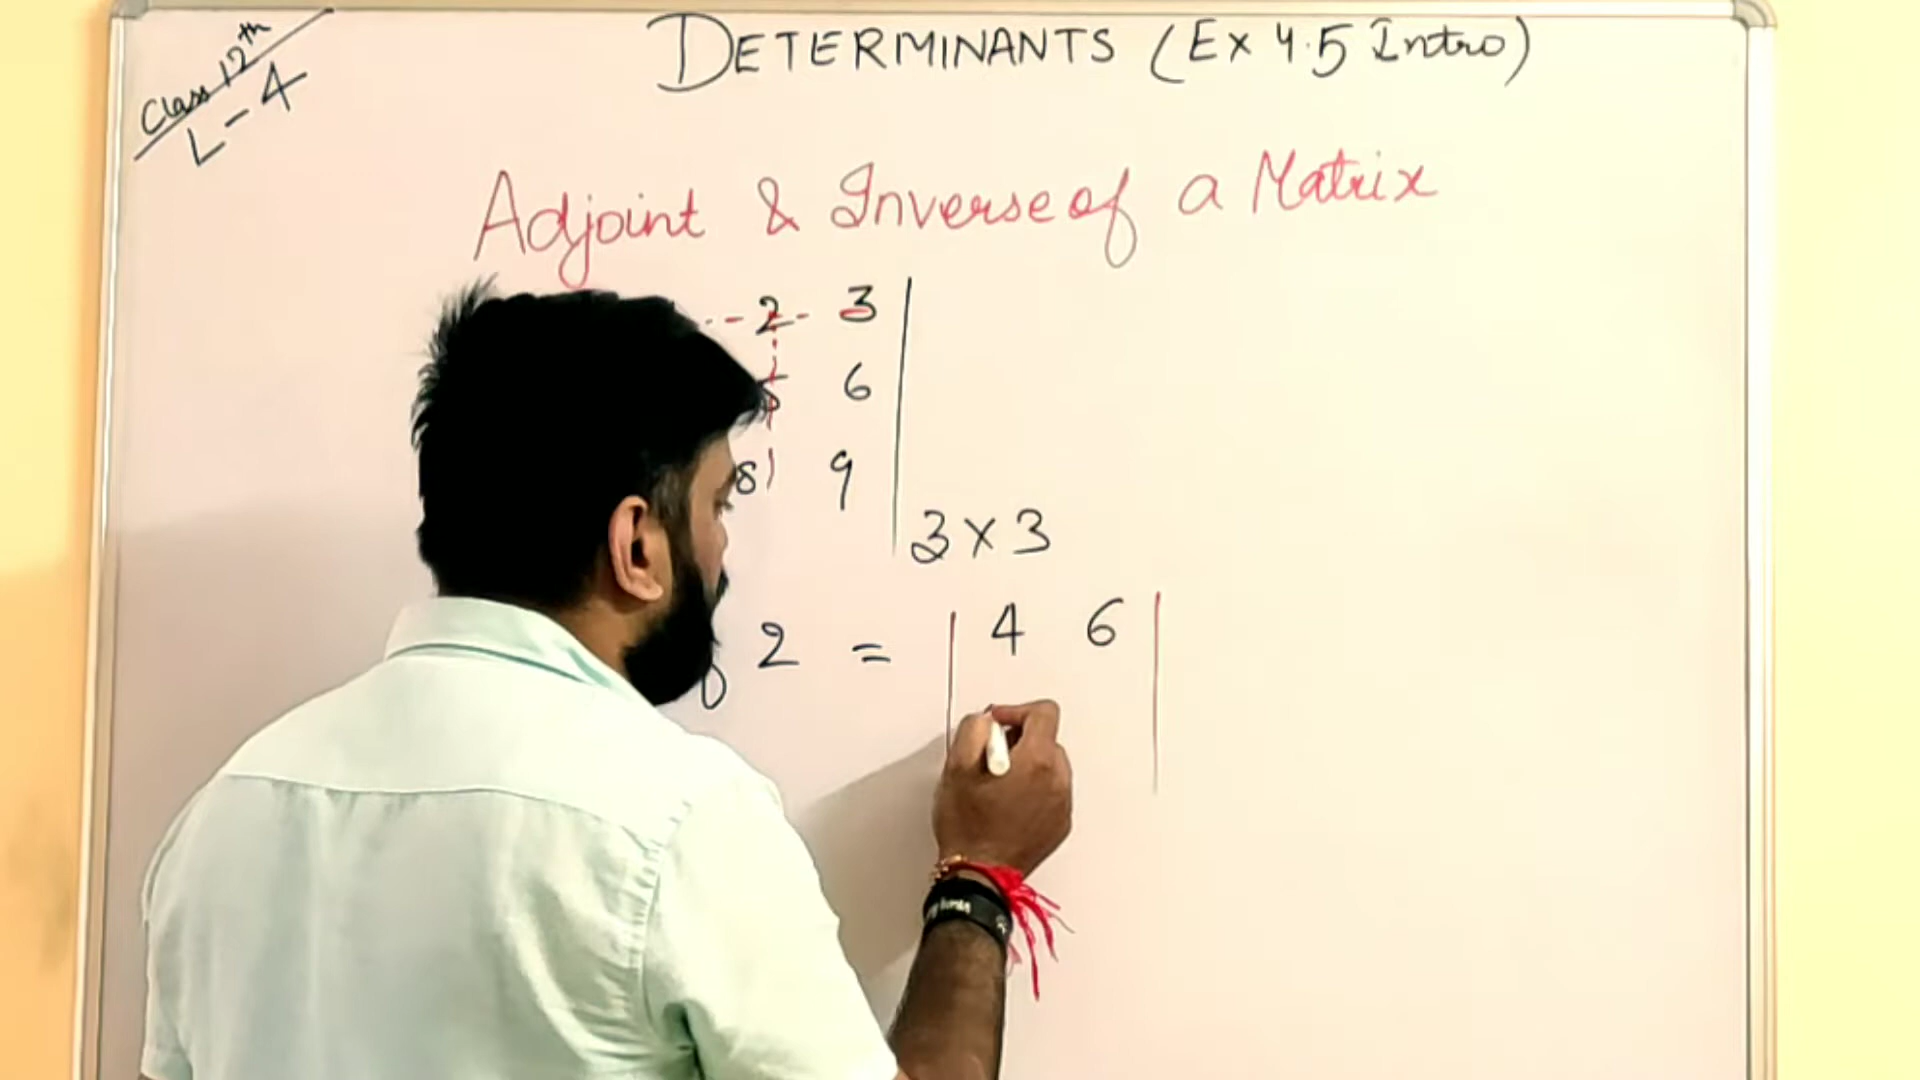 Class 12th
L-4
DETERMINANTS (Ex 4.5 Intro)
Adjoint & Inverse of a Matrix
2 3
5 6
8 9
3 x 3
2 = | 4 6 |